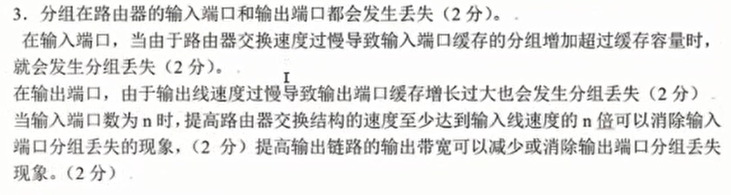 3. 分组在路由器的输入端口和输出端口都会发生丢失（2 分）。
在输入端口，当由于路由器交换速度过慢导致输入端口缓存的分组增加超过缓存容量时，
就会发生分组丢失（2 分）。
在输出端口，由于输出线速度过慢导致输出端口缓存增长过大也会发生分组丢失（2 分）
当输入端口数为 n 时，提高路由器交换结构的速度至少达到输入线速度的 n 倍可以消除输入
端口分组丢失的现象，（2 分）提高输出链路的输出带宽可以减少或消除输出端口分组丢失
现象。（2 分）